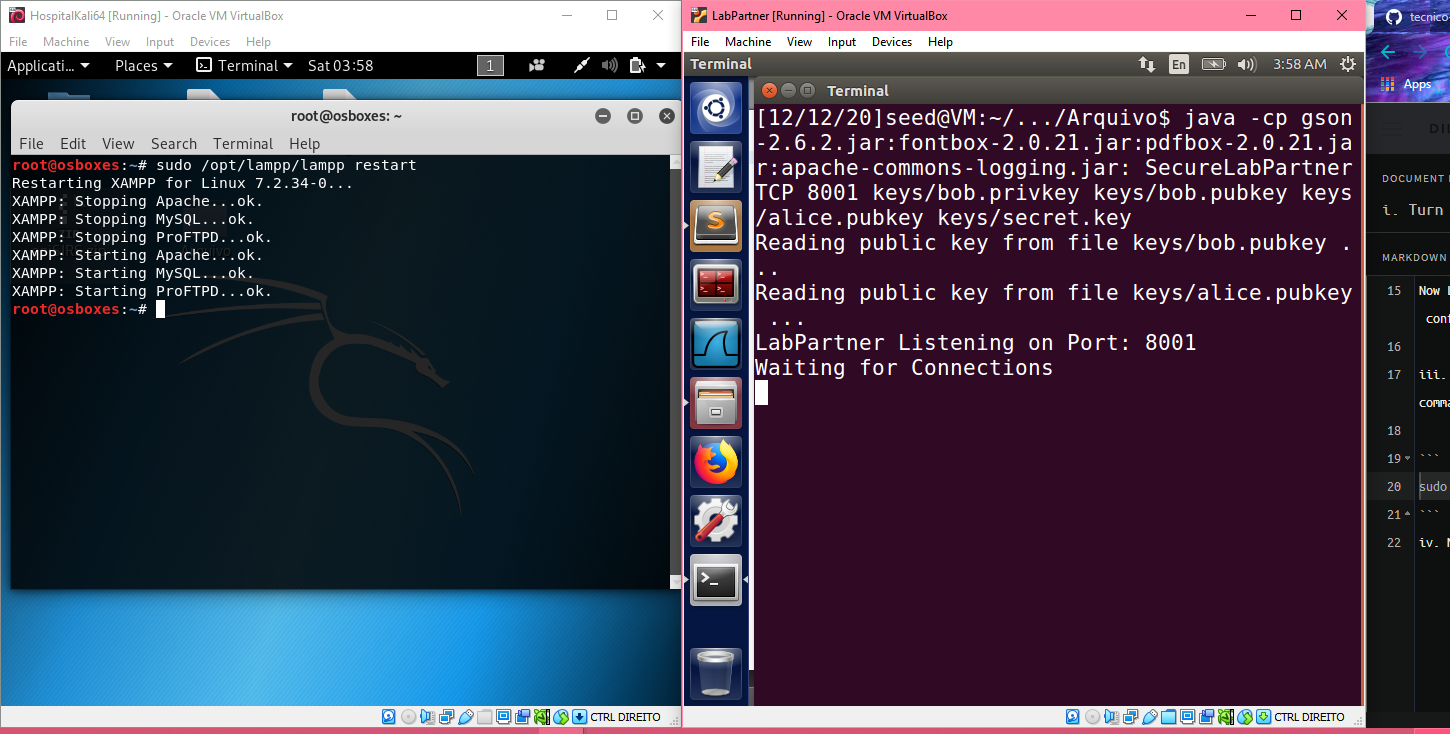 HospitalKali64 [Running] - Oracle VM VirtualBox
File Machine View Input Devices Help
Applicati... Places Terminal Sat 03:58 1
root@osboxes: ~
File Edit View Search Terminal Help
root@osboxes:~# sudo /opt/lampp/lampp restart
Restarting XAMPP for Linux 7.2.34-0...
XAMPP: Stopping Apache...ok.
XAMPP: Stopping MySQL...ok.
XAMPP: Stopping ProFTPD...ok.
XAMPP: Starting Apache...ok.
XAMPP: Starting MySQL...ok.
XAMPP: Starting ProFTPD...ok.
root@osboxes:~#
CTRL DIREITO
LabPartner [Running] - Oracle VM VirtualBox
File Machine View Input Devices Help
Terminal En 3:58 AM
Terminal
[12/12/20]seed@VM:~/.../Arquivo$ java -cp gson
-2.6.2.jar:fontbox-2.0.21.jar:pdfbox-2.0.21.ja
r:apache-commons-logging.jar: SecureLabPartner
TCP 8001 keys/bob.privkey keys/bob.pubkey keys
/alice.pubkey keys/secret.key
Reading public key from file keys/bob.pubkey .
..
Reading public key from file keys/alice.pubkey
...
LabPartner Listening on Port: 8001
Waiting for Connections
CTRL DIREITO
tecnico
Apps
DOCUMENT
i. Turn
MARKDOWN
15 Now
conf
16
17 iii.
comma
18
19 ```
20 sudo
21 ```
22 iv.